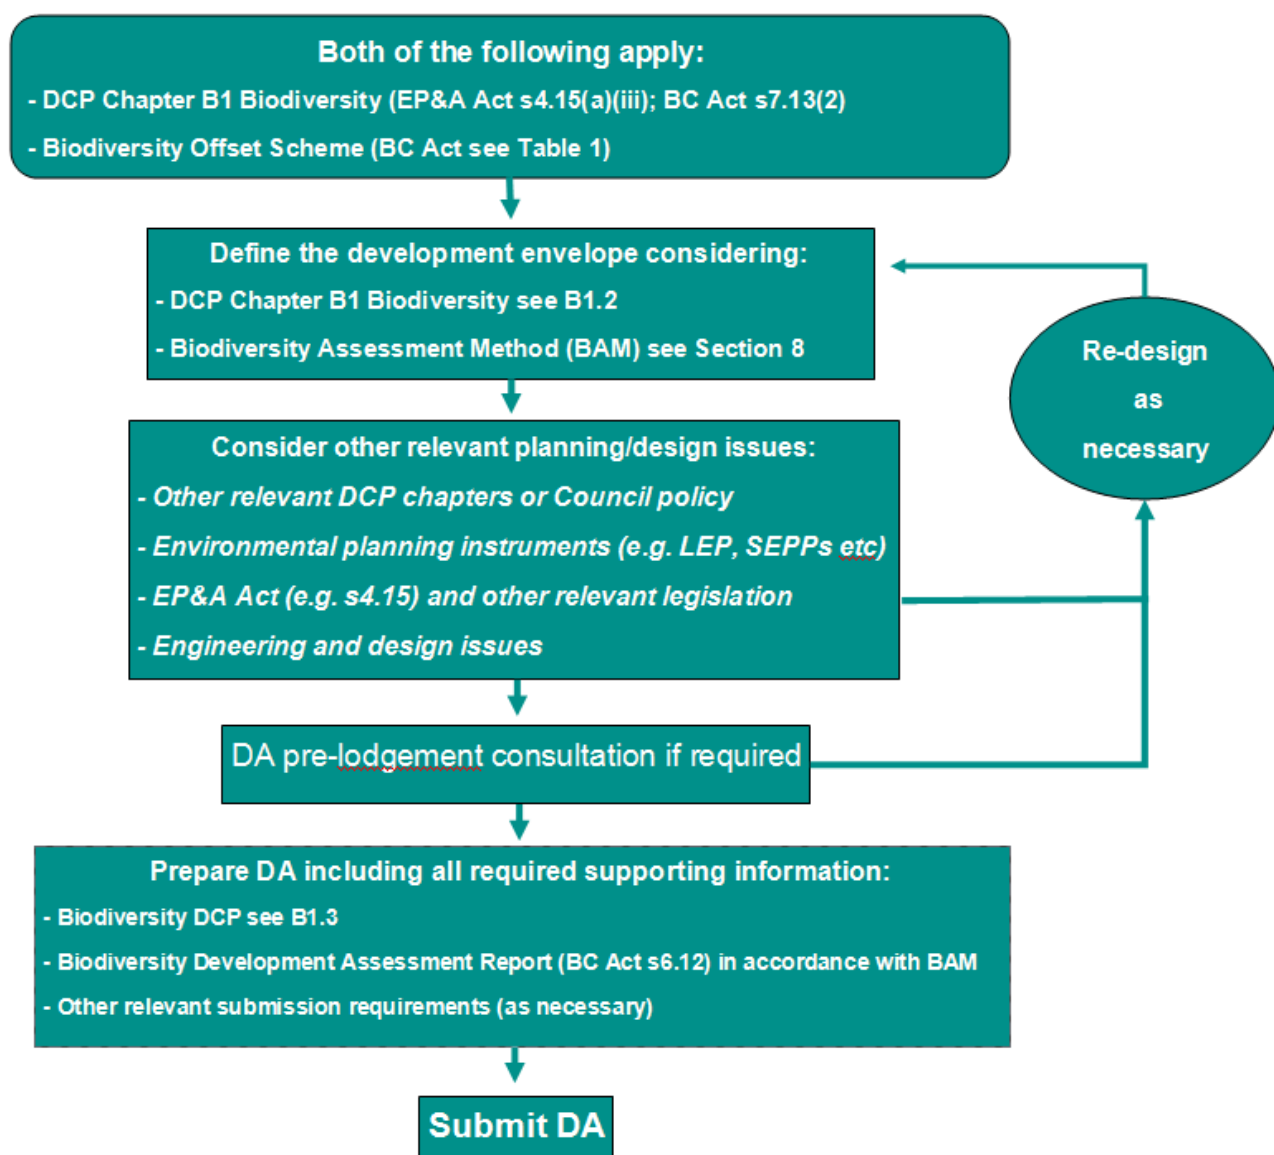 Both of the following apply:
- DCP Chapter B1 Biodiversity (EP&A Act s4.15(a)(iii); BC Act s7.13(2)
- Biodiversity Offset Scheme (BC Act see Table 1)
Define the development envelope considering:
- DCP Chapter B1 Biodiversity see B1.2
- Biodiversity Assessment Method (BAM) see Section 8
Re-design
as
necessary
Consider other relevant planning/design issues:
- Other relevant DCP chapters or Council policy
- Environmental planning instruments (e.g. LEP, SEPPs etc)
- EP&A Act (e.g. s4.15) and other relevant legislation
- Engineering and design issues
DA pre-lodgement consultation if required
Prepare DA including all required supporting information:
- Biodiversity DCP see B1.3
- Biodiversity Development Assessment Report (BC Act s6.12) in accordance with BAM
- Other relevant submission requirements (as necessary)
Submit DA